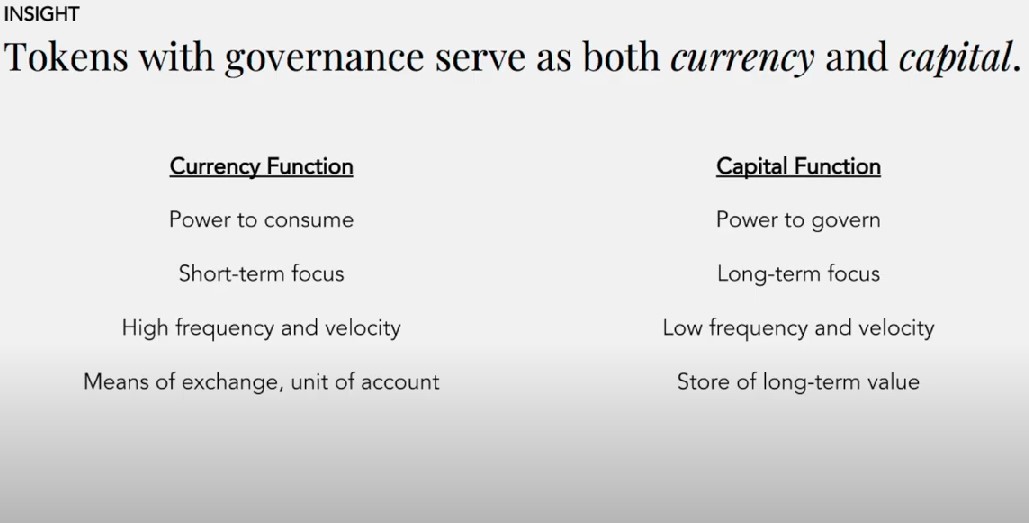 INSIGHT
Tokens with governance serve as both currency and capital.
Currency Function
Capital Function
Power to consume
Power to govern
Short-term focus
Long-term focus
High frequency and velocity
Low frequency and velocity
Means of exchange, unit of account
Store of long-term value